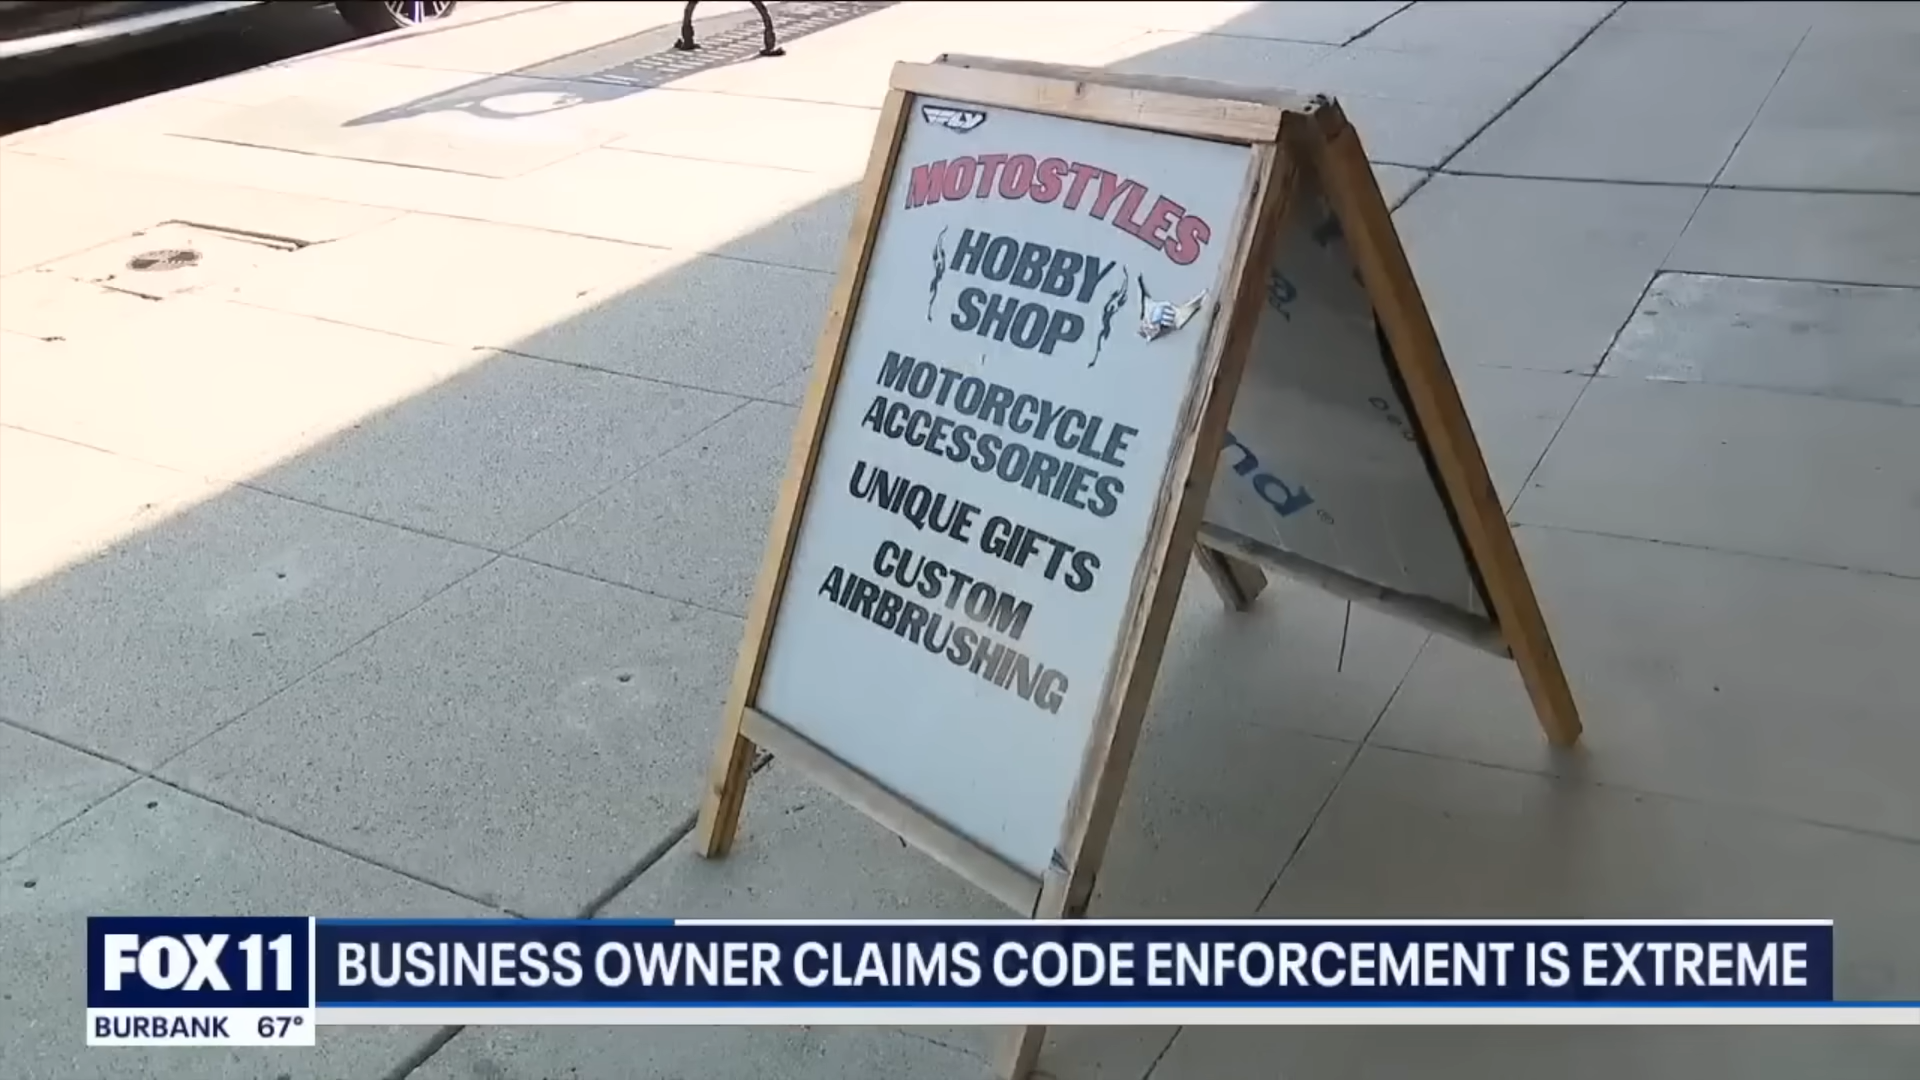 FLY
MOTOSTYLES
HOBBY
SHOP
MOTORCYCLE
ACCESSORIES
UNIQUE GIFTS
CUSTOM
AIRBRUSHING
nd®
FOX 11
BUSINESS OWNER CLAIMS CODE ENFORCEMENT IS EXTREME
BURBANK 67°